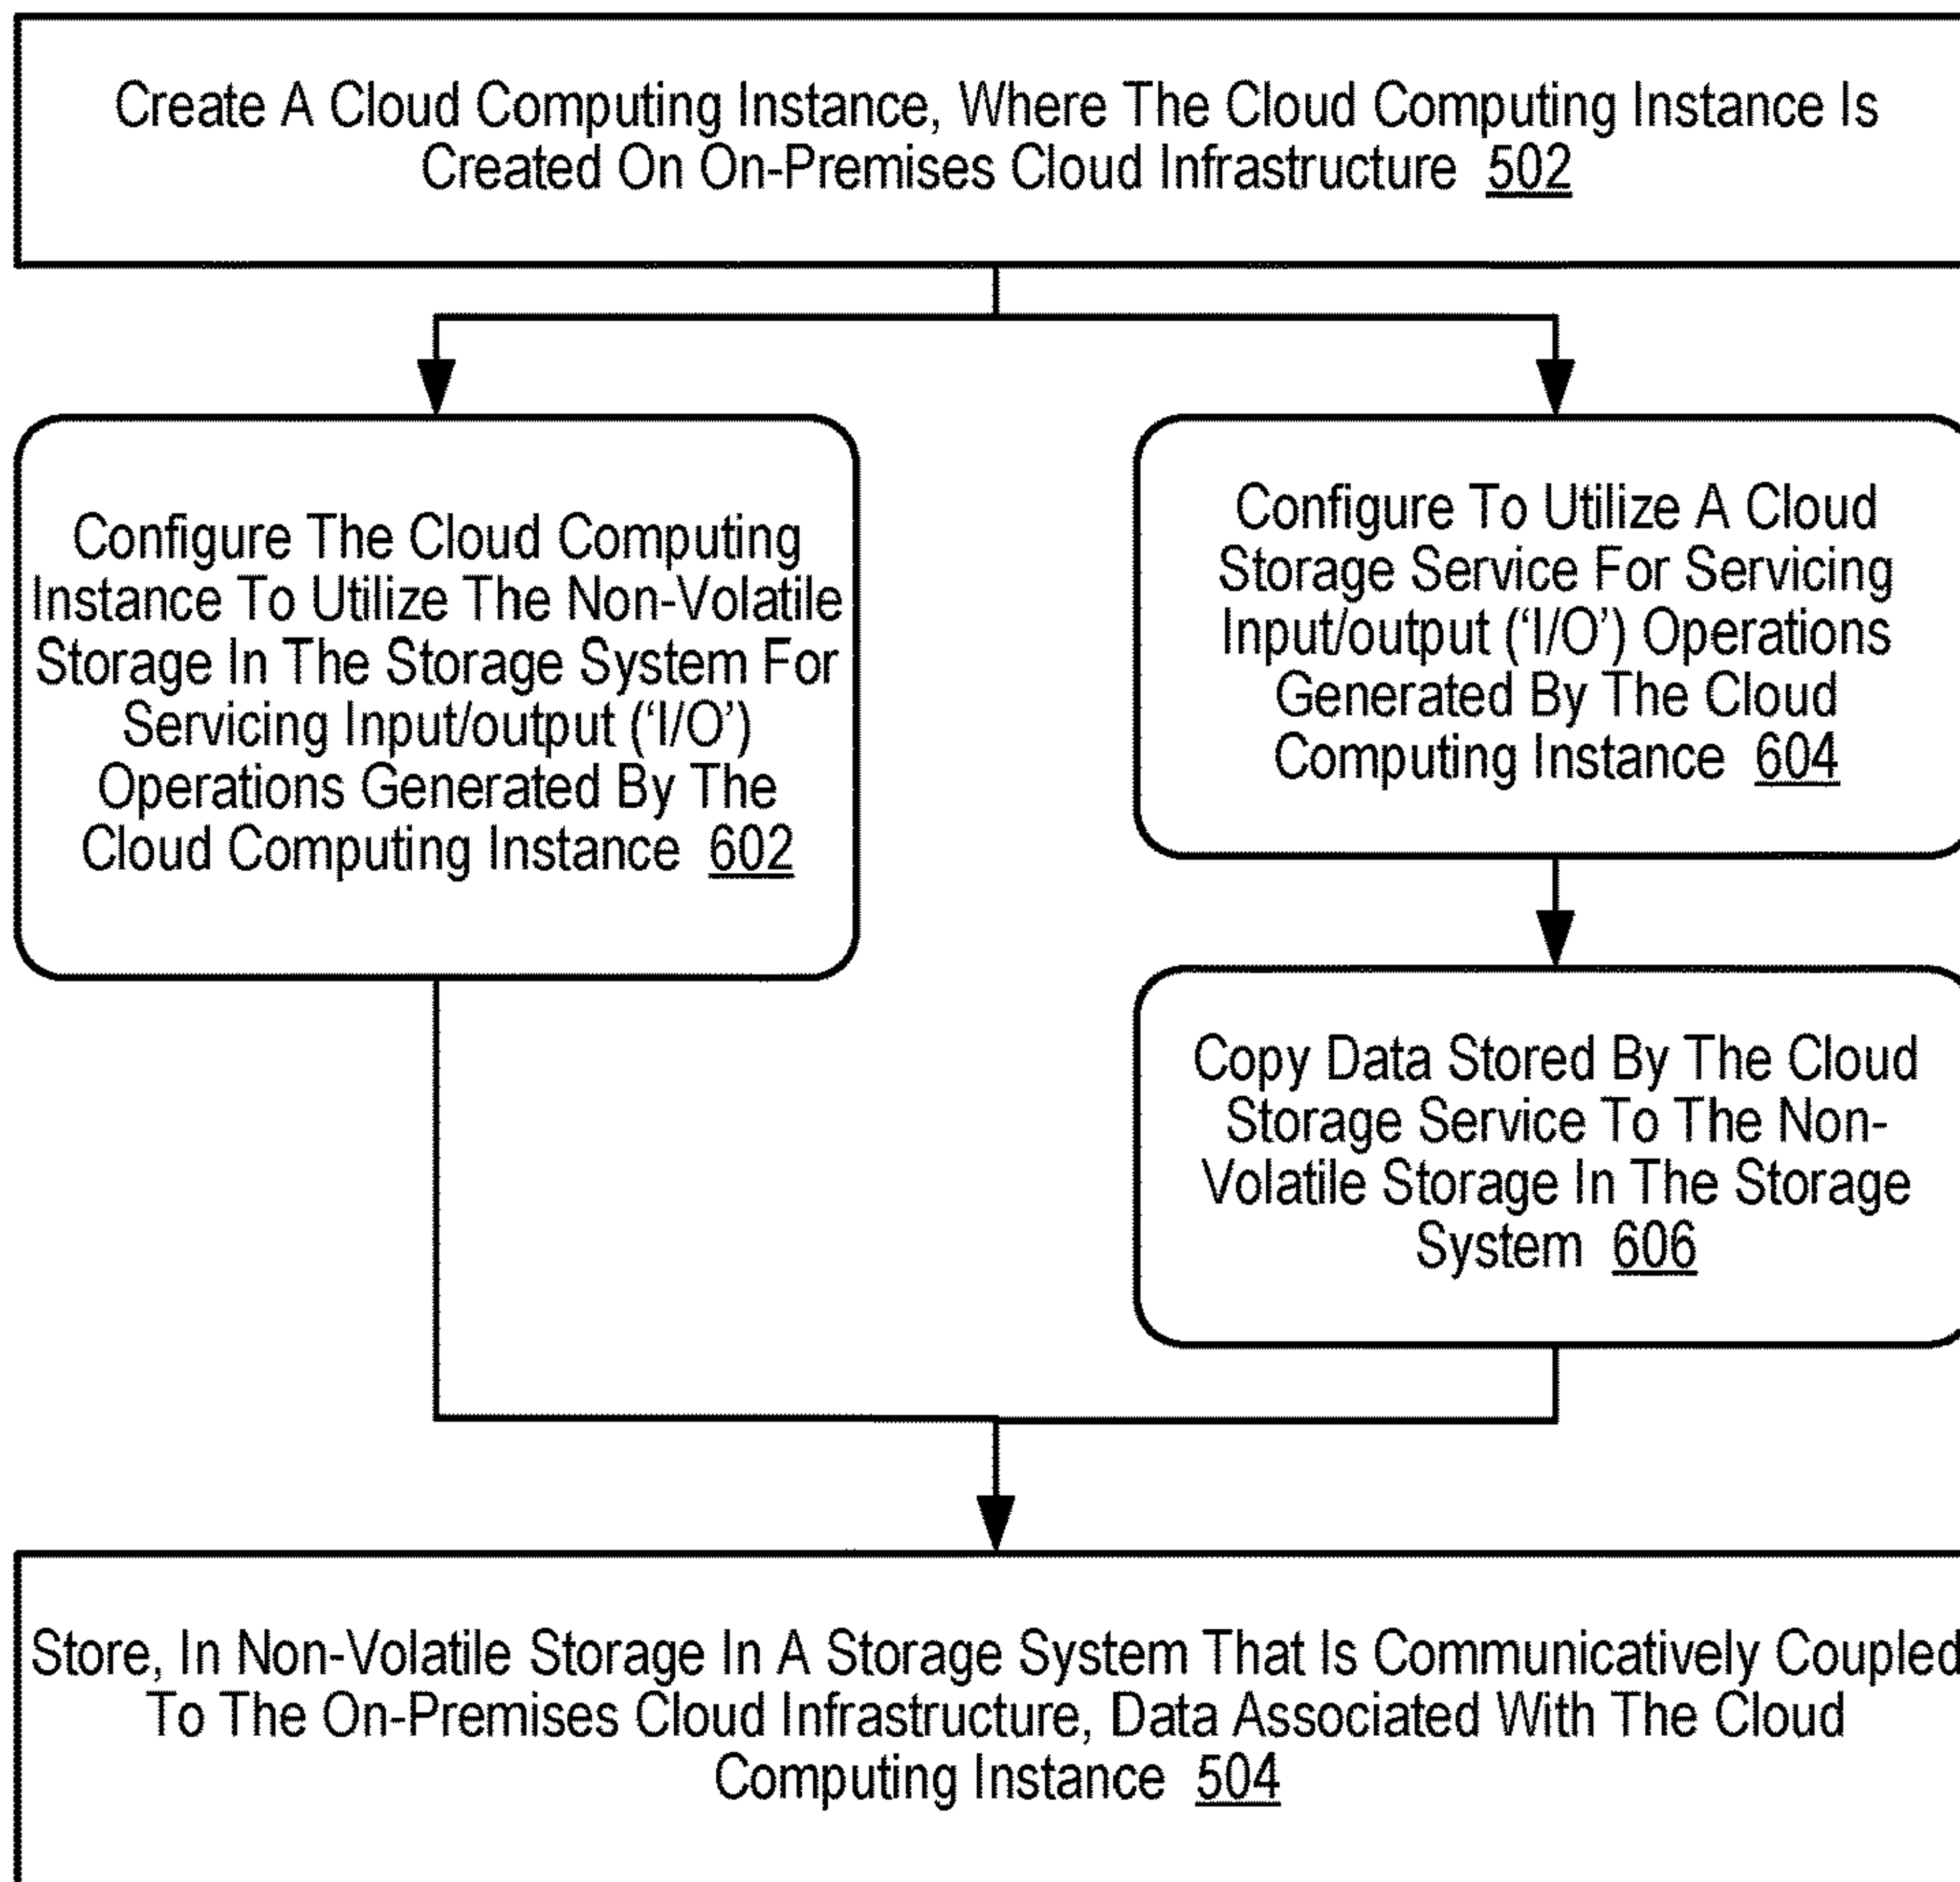 Create A Cloud Computing Instance, Where The Cloud Computing Instance Is
Created On On-Premises Cloud Infrastructure 502
Configure The Cloud Computing
Instance To Utilize The Non-Volatile
Storage In The Storage System For
Servicing Input/output (‘I/O’)
Operations Generated By The
Cloud Computing Instance 602
Configure To Utilize A Cloud
Storage Service For Servicing
Input/output (‘I/O’) Operations
Generated By The Cloud
Computing Instance 604
Copy Data Stored By The Cloud
Storage Service To The Non-
Volatile Storage In The Storage
System 606
Store, In Non-Volatile Storage In A Storage System That Is Communicatively Coupled
To The On-Premises Cloud Infrastructure, Data Associated With The Cloud
Computing Instance 504